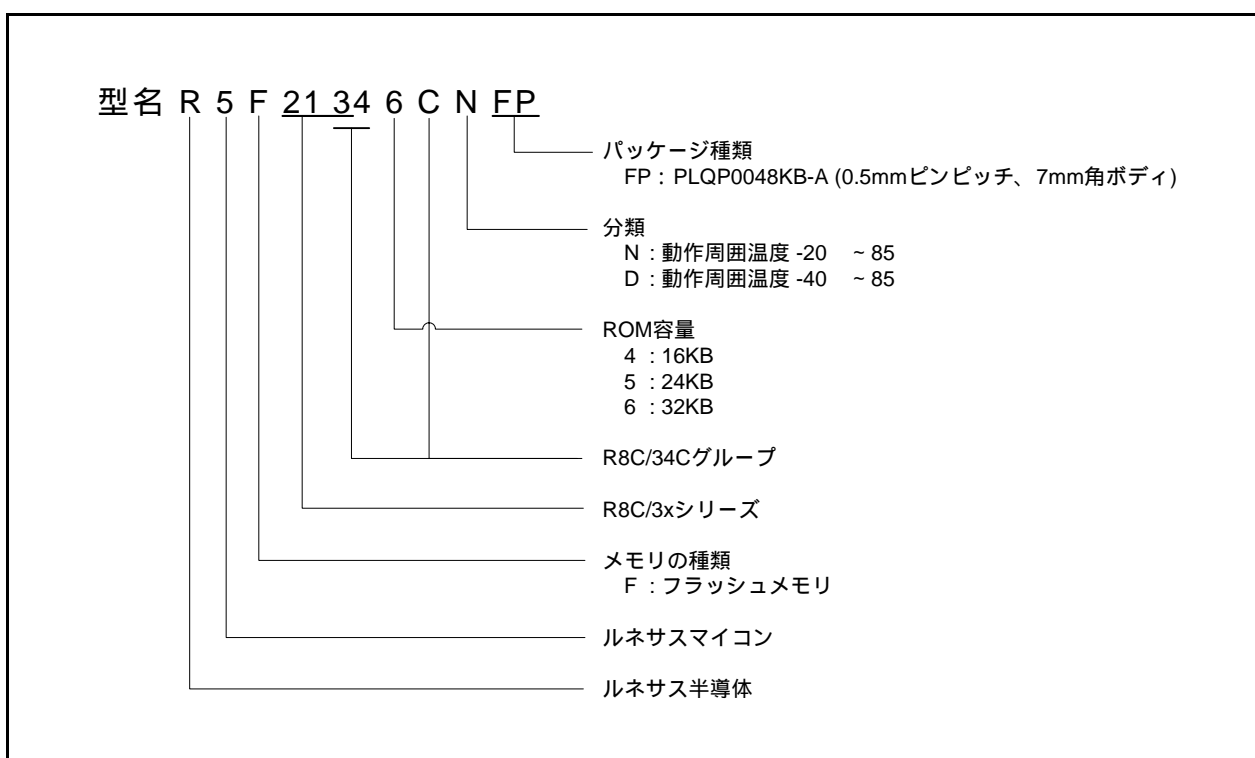 型名 R 5 F 21 34 6 C N FP
パッケージ種類
FP : PLQP0048KB-A (0.5mmピンピッチ、7mm角ボディ)
分類
N : 動作周囲温度 -20 ~ 85
D : 動作周囲温度 -40 ~ 85
ROM容量
4 : 16KB
5 : 24KB
6 : 32KB
R8C/34Cグループ
R8C/3xシリーズ
メモリの種類
F : フラッシュメモリ
ルネサスマイコン
ルネサス半導体